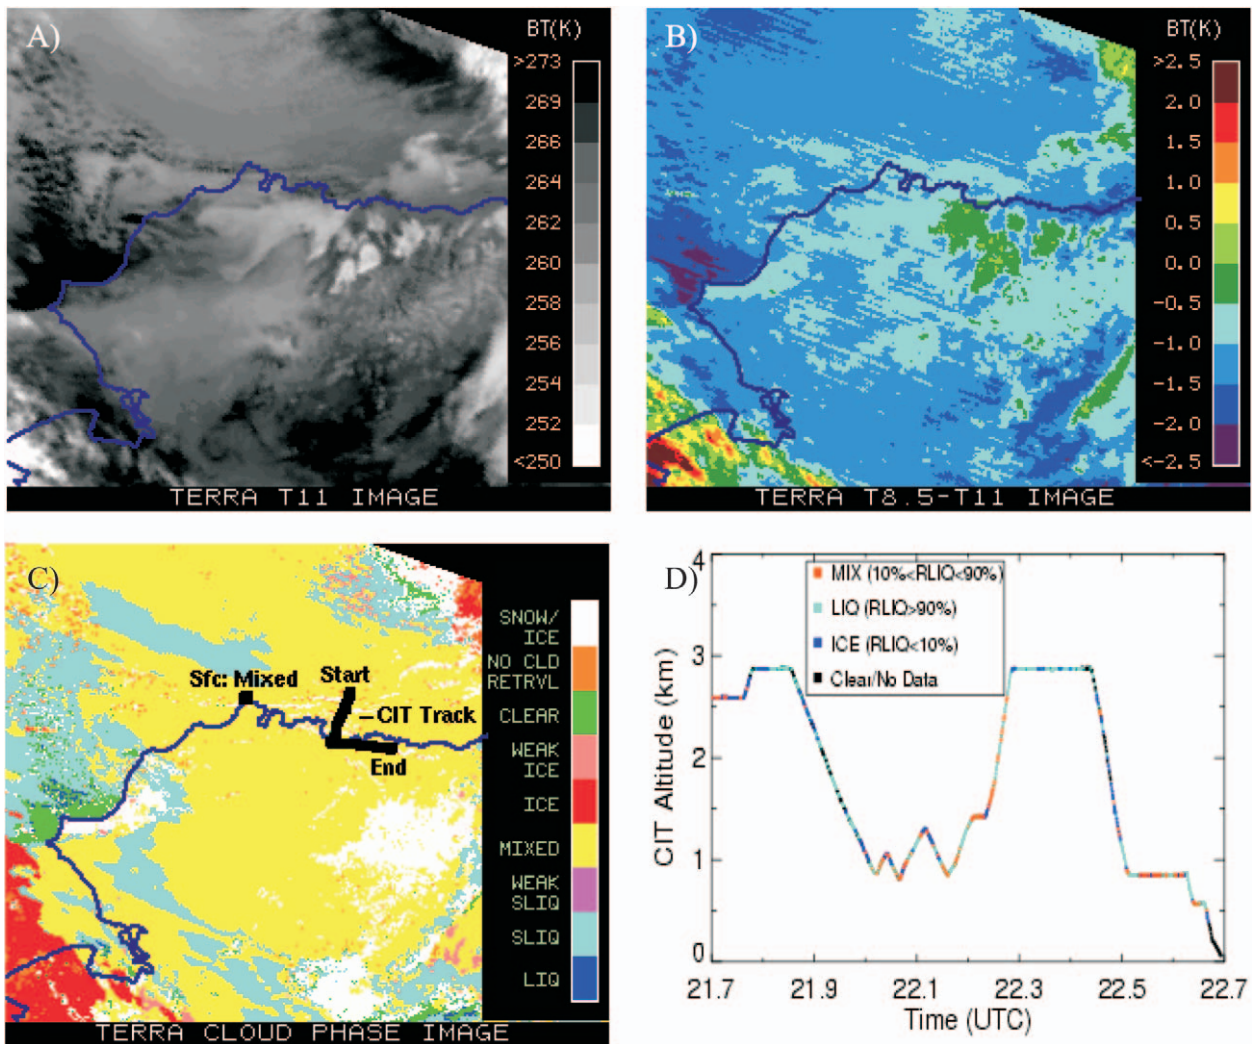 A)
BT(K)
>273
269
266
264
262
260
258
256
254
252
<250
TERRA T11 IMAGE
B)
BT(K)
>2.5
2.0
1.5
1.0
0.5
0.0
-0.5
-1.0
-1.5
-2.0
<-2.5
TERRA T8.5-T11 IMAGE
C)
Sfc: Mixed
Start
CIT Track
End
SNOW/
ICE
NO CLD
RETRVL
CLEAR
WEAK
ICE
ICE
MIXED
WEAK
SLIQ
SLIQ
LIQ
TERRA CLOUD PHASE IMAGE
D)
MIX (10%<RLIQ<90%)
LIQ (RLIQ>90%)
ICE (RLIQ<10%)
Clear/No Data
CIT Altitude (km)
4
3
2
1
0
21.7
21.9
22.1
22.3
22.5
22.7
Time (UTC)